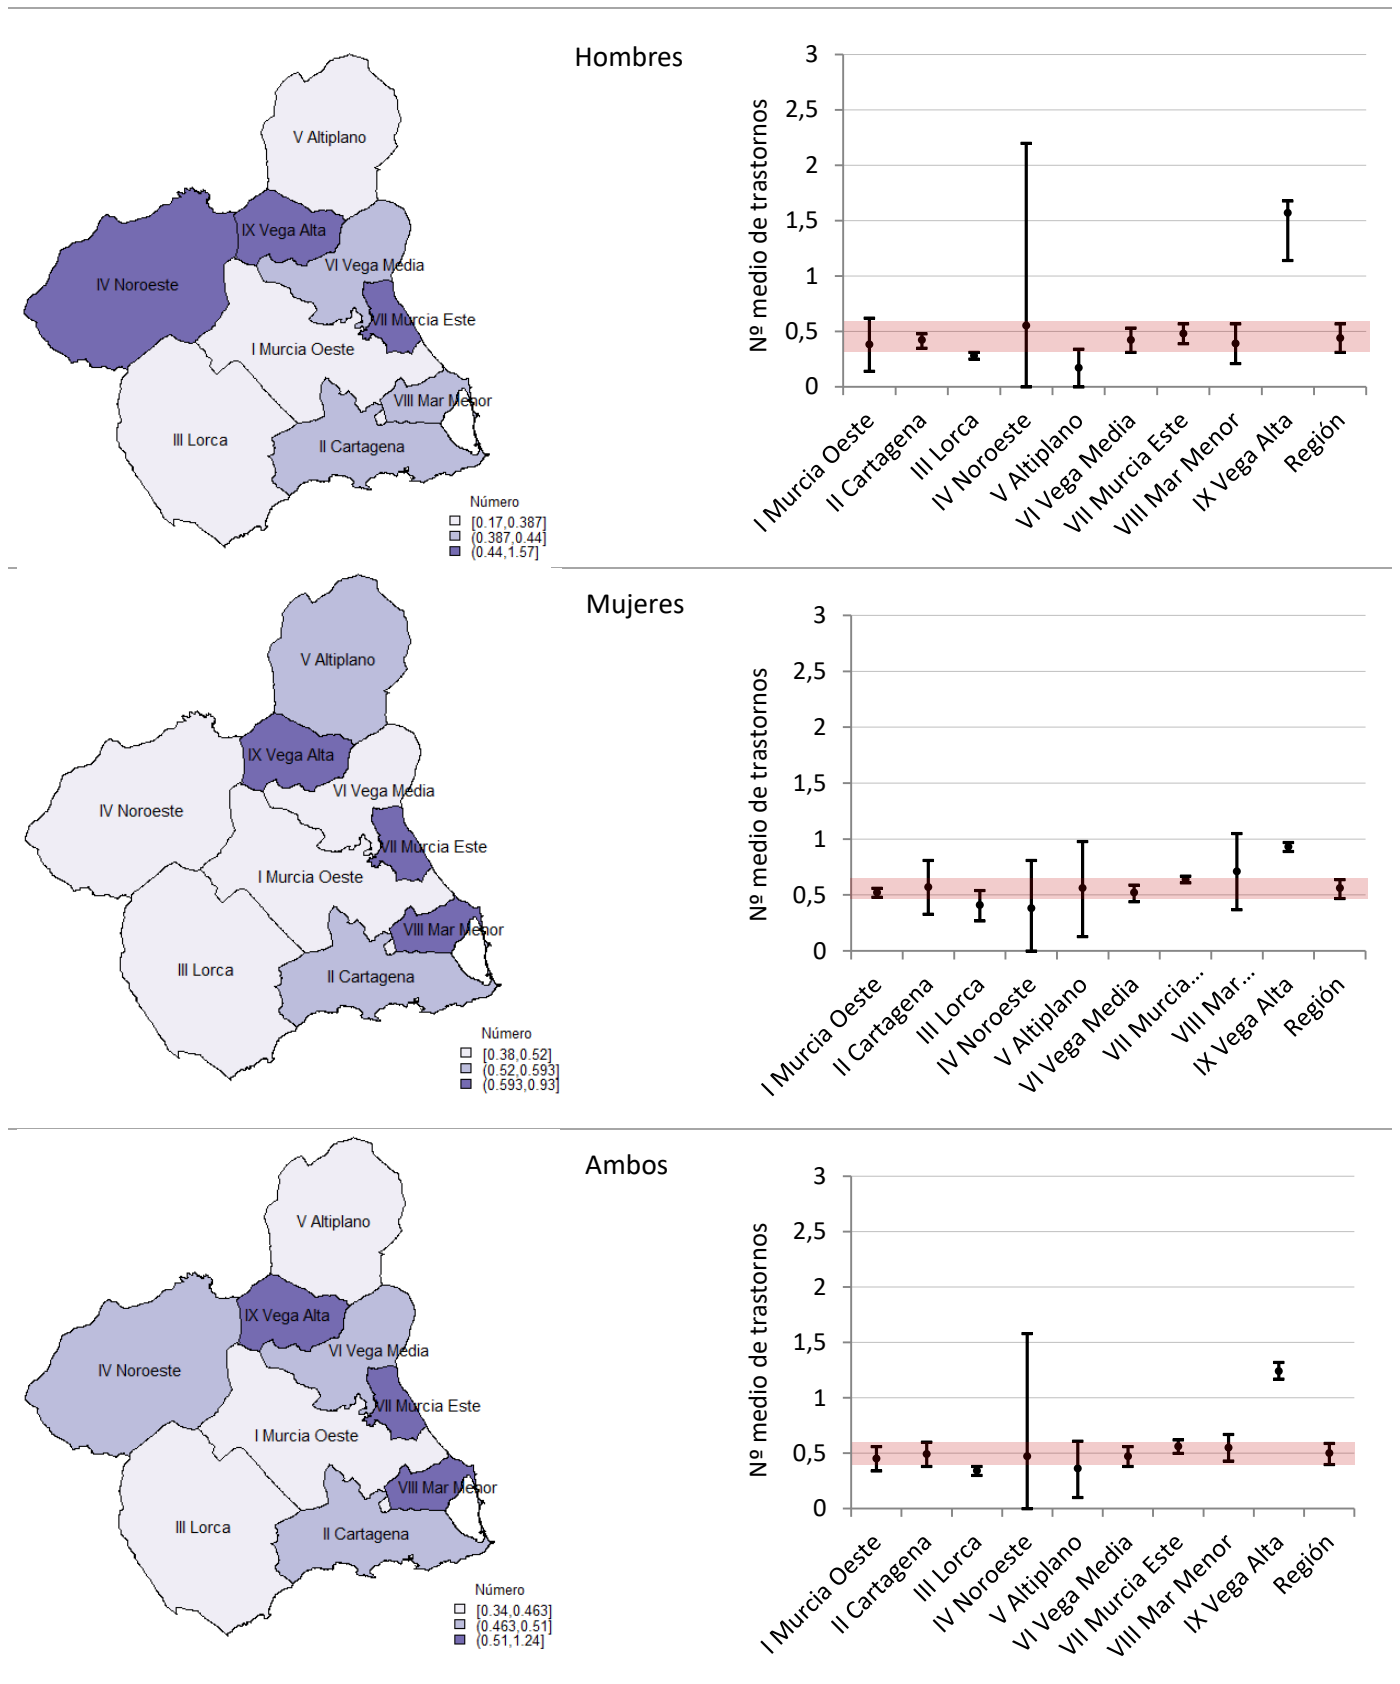 Hombres
V Altiplano
IX Vega Alta
VI Vega Media
IV Noroeste
VII Murcia Este
I Murcia Oeste
VIII Mar Menor
III Lorca
II Cartagena
Número
[0.17,0.387]
(0.387,0.44]
(0.44,1.57]
Nº medio de trastornos
3
2,5
2
1,5
1
0,5
0
I Murcia Oeste
II Cartagena
III Lorca
IV Noroeste
V Altiplano
VI Vega Media
VII Murcia Este
VIII Mar Menor
IX Vega Alta
Región
Mujeres
V Altiplano
IX Vega Alta
VI Vega Media
IV Noroeste
VII Murcia Este
I Murcia Oeste
VIII Mar Menor
III Lorca
II Cartagena
Número
[0.38,0.52]
(0.52,0.593]
(0.593,0.93]
Nº medio de trastornos
3
2,5
2
1,5
1
0,5
0
I Murcia Oeste
II Cartagena
III Lorca
IV Noroeste
V Altiplano
VI Vega Media
VII Murcia...
VIII Mar...
IX Vega Alta
Región
Ambos
V Altiplano
IX Vega Alta
VI Vega Media
IV Noroeste
VII Murcia Este
I Murcia Oeste
VIII Mar Menor
III Lorca
II Cartagena
Número
[0.34,0.463]
(0.463,0.51]
(0.51,1.24]
Nº medio de trastornos
3
2,5
2
1,5
1
0,5
0
I Murcia Oeste
II Cartagena
III Lorca
IV Noroeste
V Altiplano
VI Vega Media
VII Murcia Este
VIII Mar Menor
IX Vega Alta
Región